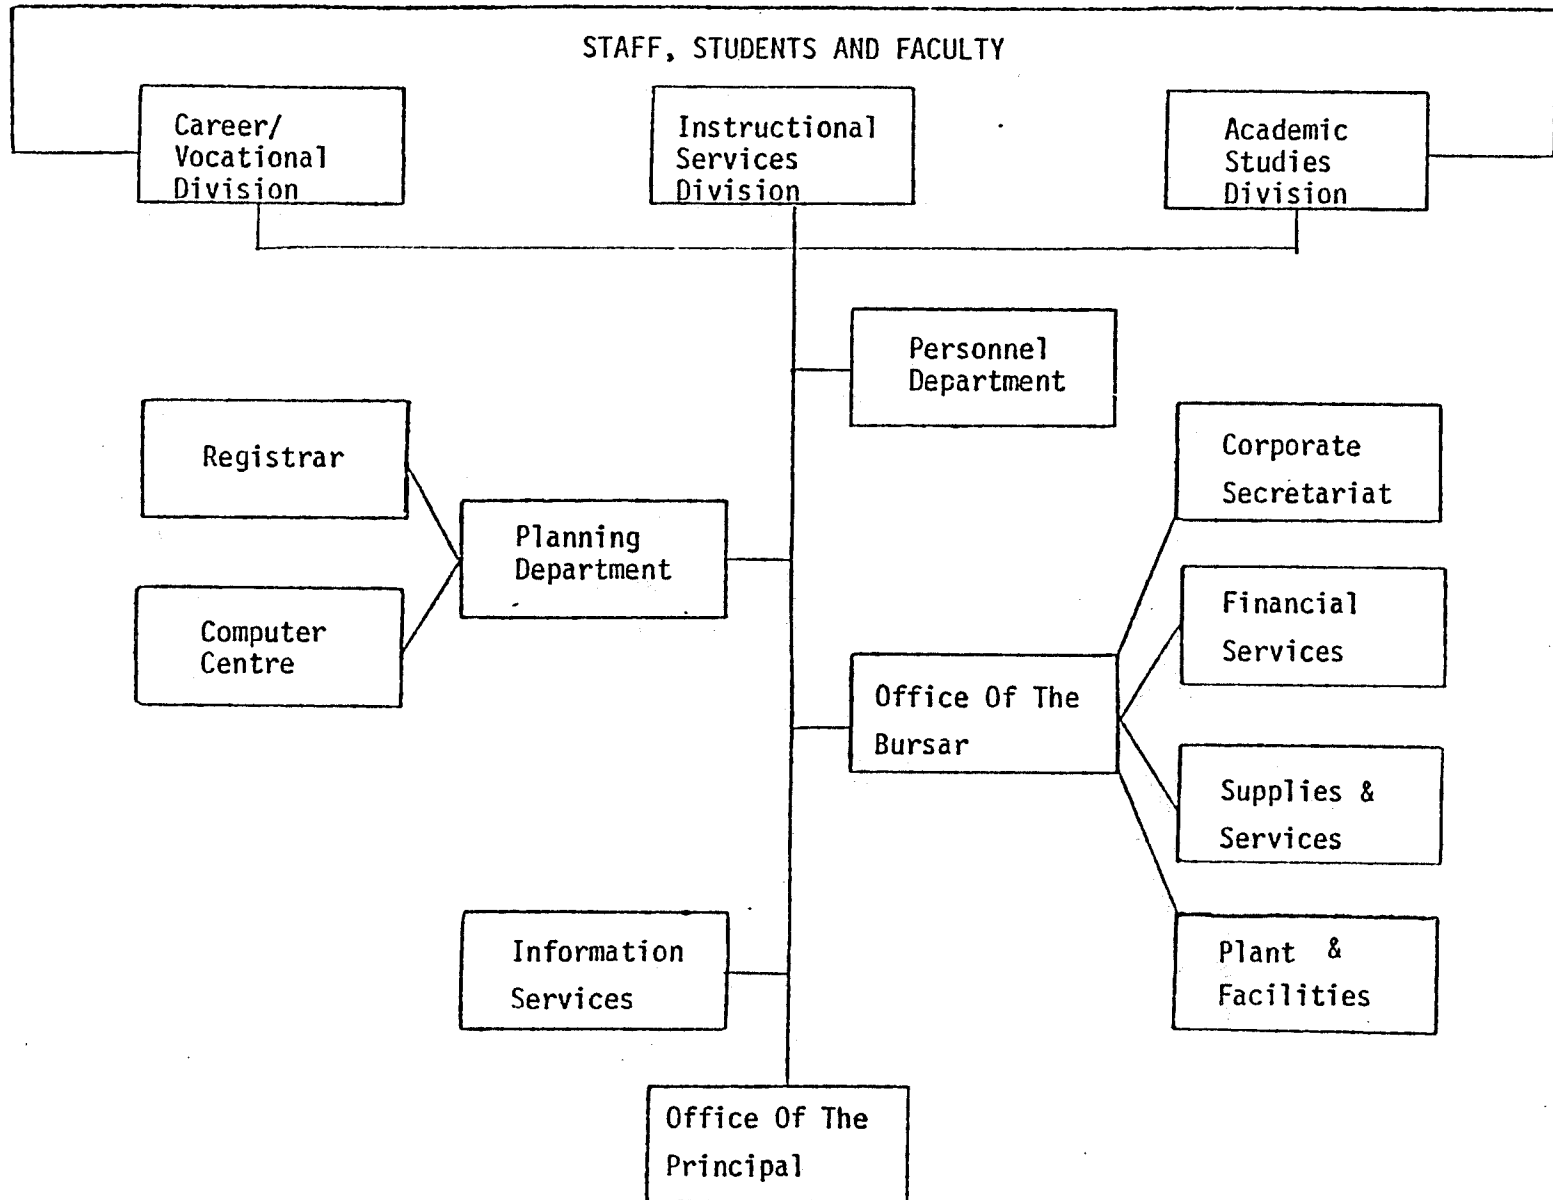 STAFF, STUDENTS AND FACULTY
Career/
Vocational
Division
Instructional
Services
Division
Academic
Studies
Division
Personnel
Department
Registrar
Corporate
Secretariat
Planning
Department
Computer
Centre
Financial
Services
Office Of The
Bursar
Supplies &
Services
Information
Services
Plant &
Facilities
Office Of The
Principal